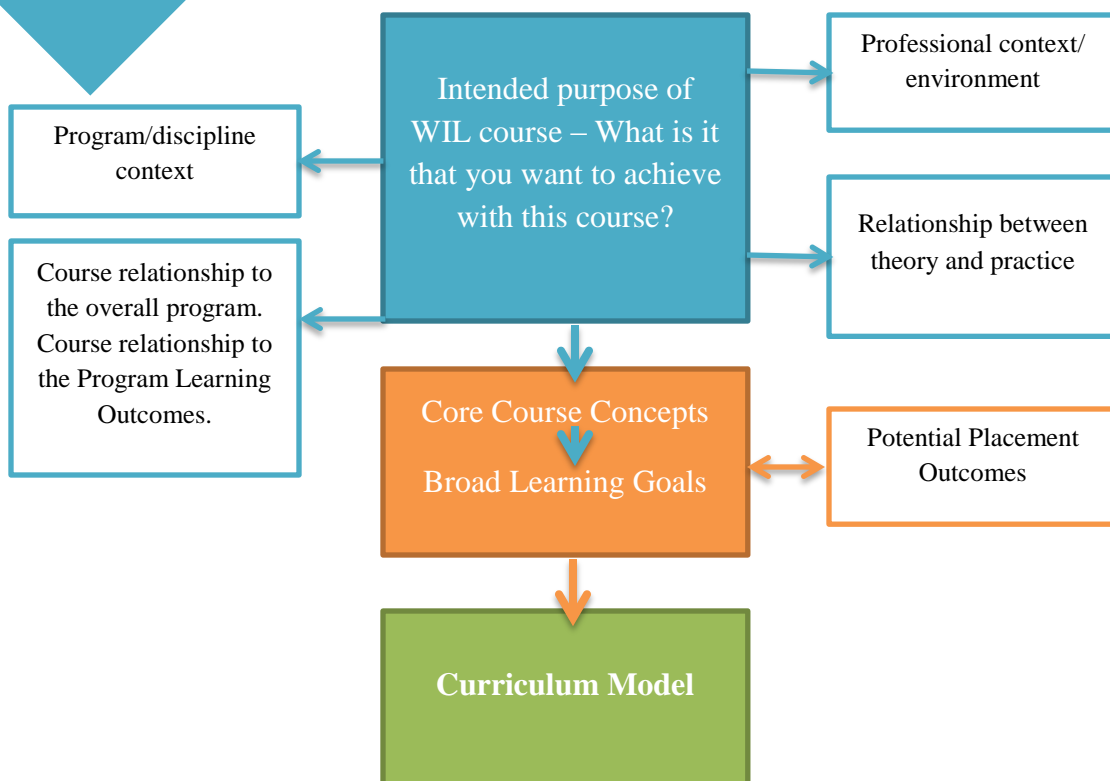 Intended purpose of
WIL course – What is it
that you want to achieve
with this course?
Professional context/
environment
Program/discipline
context
Relationship between
theory and practice
Course relationship to
the overall program.
Course relationship to
the Program Learning
Outcomes.
Core Course Concepts
Broad Learning Goals
Potential Placement
Outcomes
Curriculum Model